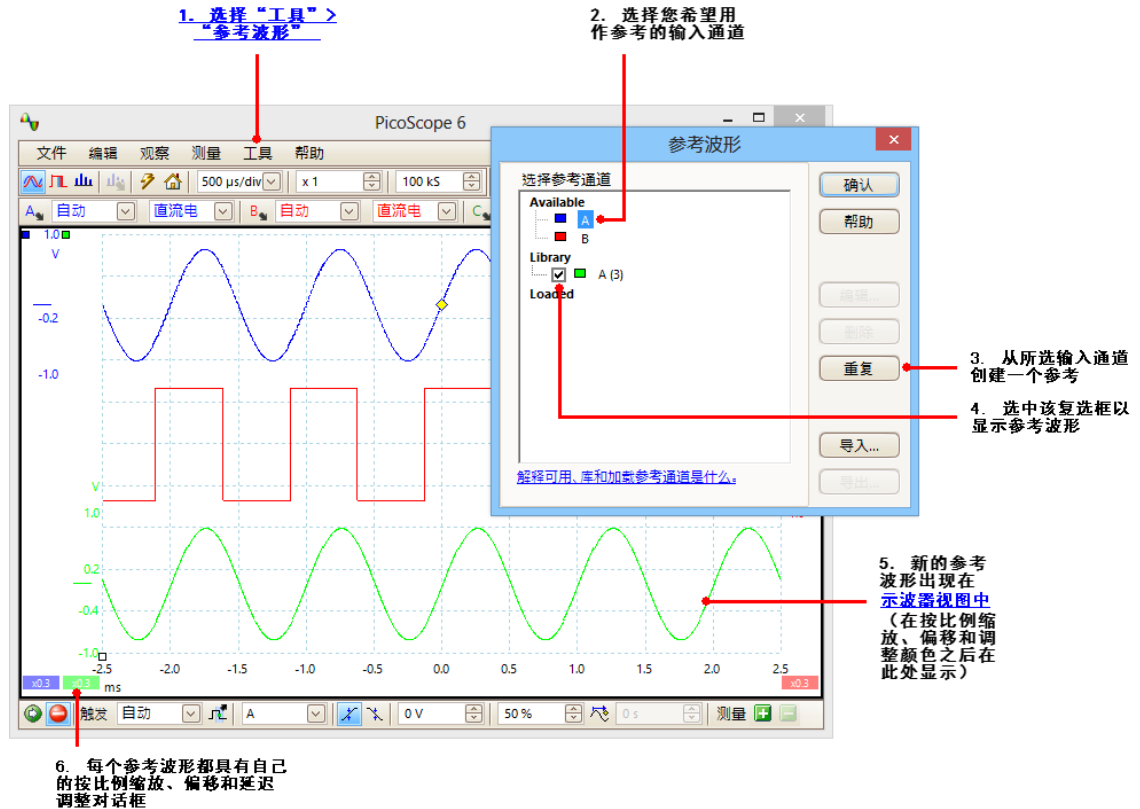 1. 选择“工具”>
“参考波形”
2. 选择您希望用
作参考的输入通道
PicoScope 6
文件 编辑 观察 测量 工具 帮助
500 µs/div x 1 100 kS
A 自动 直流电 B 自动 直流电 C
1.0
V
-0.2
-1.0
V
1.0
0.2
-0.4
-1.0
-2.5 -2.0 -1.5 -1.0 -0.5 0.0 0.5 1.0 1.5 2.0 2.5
x0.3 x0.3 ms x0.3
触发 自动 A 0 V 50 % 0 s 测量
参考波形
选择参考通道
Available
A
B
Library
A (3)
Loaded
解释可用、库和加载参考通道是什么。
确认
帮助
编辑...
删除
重复
导入...
导出...
3. 从所选输入通道
创建一个参考
4. 选中该复选框以
显示参考波形
5. 新的参考
波形出现在
示波器视图中
（在按比例缩
放、偏移和调
整颜色之后在
此处显示）
6. 每个参考波形都具有自己
的按比例缩放、偏移和延迟
调整对话框